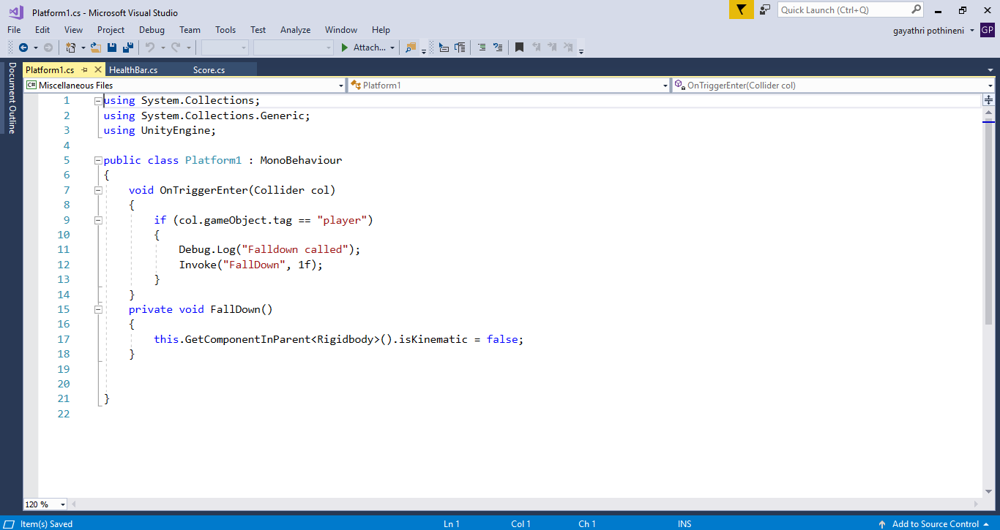 Platform1.cs - Microsoft Visual Studio
Quick Launch (Ctrl+Q)
File Edit View Project Debug Team Tools Test Analyze Window Help
gayathri pothineni GP
Attach...
Document Outline
Platform1.cs HealthBar.cs Score.cs
C# Miscellaneous Files Platform1 OnTriggerEnter(Collider col)
1 using System.Collections;
2 using System.Collections.Generic;
3 using UnityEngine;
4
5 public class Platform1 : MonoBehaviour
6 {
7 void OnTriggerEnter(Collider col)
8 {
9 if (col.gameObject.tag == "player")
10 {
11 Debug.Log("Falldown called");
12 Invoke("FallDown", 1f);
13 }
14 }
15 private void FallDown()
16 {
17 this.GetComponentInParent<Rigidbody>().isKinematic = false;
18 }
19
20
21 }
22
120 %
Item(s) Saved Ln 1 Col 1 Ch 1 INS Add to Source Control